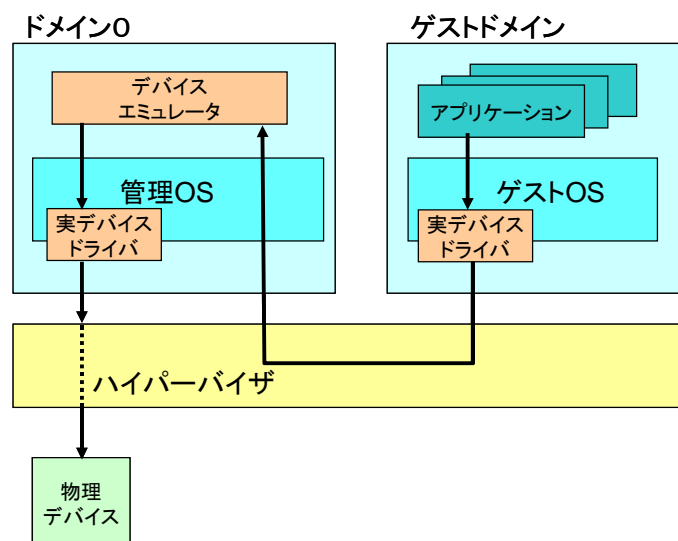 ドメイン0
デバイス
エミュレータ
管理OS
実デバイス
ドライバ
ゲストドメイン
アプリケーション
ゲストOS
実デバイス
ドライバ
ハイパーバイザ
物理
デバイス